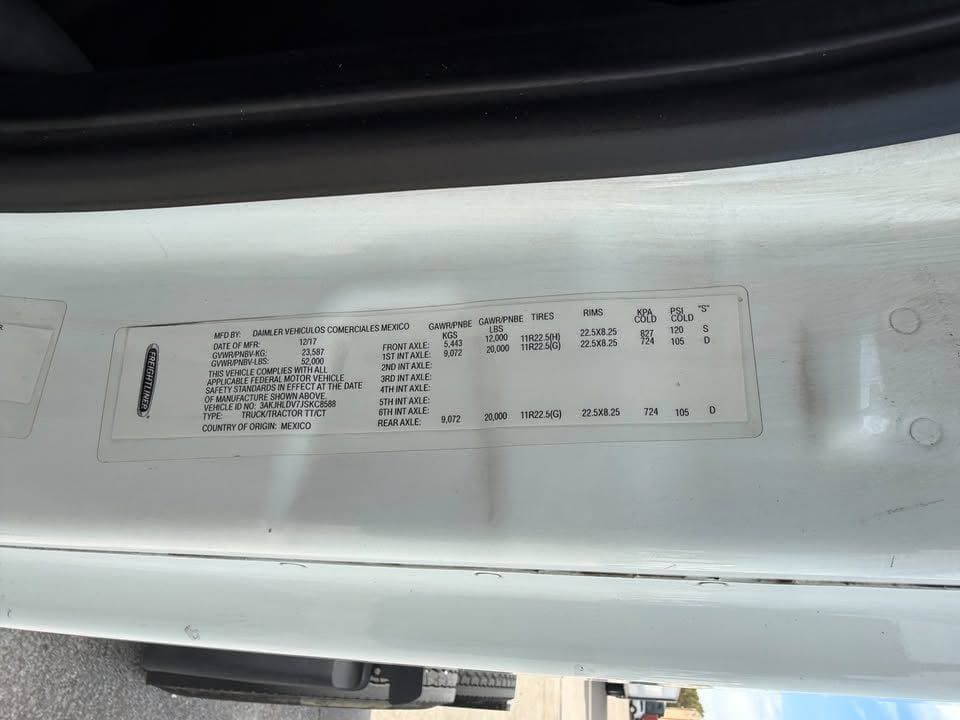 R
FREIGHTLINER
MFD BY: DAIMLER VEHICULOS COMERCIALES MEXICO
DATE OF MFR: 12/17
GVWR/PNBV-KG: 23,587
GVWR/PNBV-LBS: 52,000
THIS VEHICLE COMPLIES WITH ALL
APPLICABLE FEDERAL MOTOR VEHICLE
SAFETY STANDARDS IN EFFECT AT THE DATE
OF MANUFACTURE SHOWN ABOVE.
VEHICLE ID NO: 3AKJHLDV7JSKC8588
TYPE: TRUCK/TRACTOR TT/CT
COUNTRY OF ORIGIN: MEXICO
GAWR/PNBE KGS GAWR/PNBE LBS TIRES RIMS KPA COLD PSI COLD "S"
FRONT AXLE: 5,443 12,000 11R22.5(H) 22.5X8.25 827 120 S
1ST INT AXLE: 9,072 20,000 11R22.5(G) 22.5X8.25 724 105 D
2ND INT AXLE:
3RD INT AXLE:
4TH INT AXLE:
5TH INT AXLE:
6TH INT AXLE:
REAR AXLE: 9,072 20,000 11R22.5(G) 22.5X8.25 724 105 D